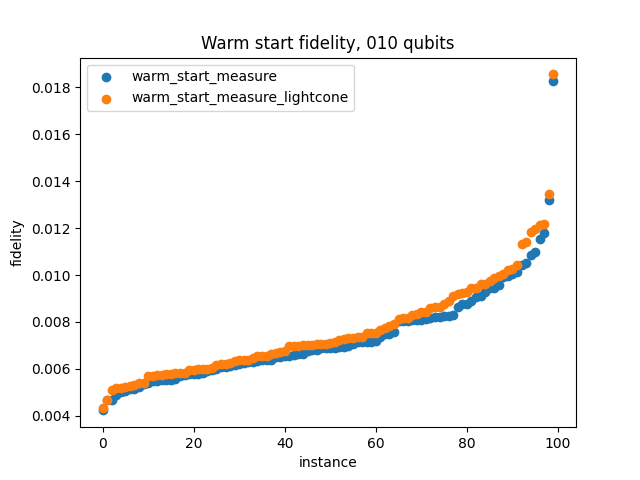 Warm start fidelity, 010 qubits
warm_start_measure
warm_start_measure_lightcone
0.018
0.016
0.014
0.012
0.010
0.008
0.006
0.004
fidelity
0 20 40 60 80 100
instance